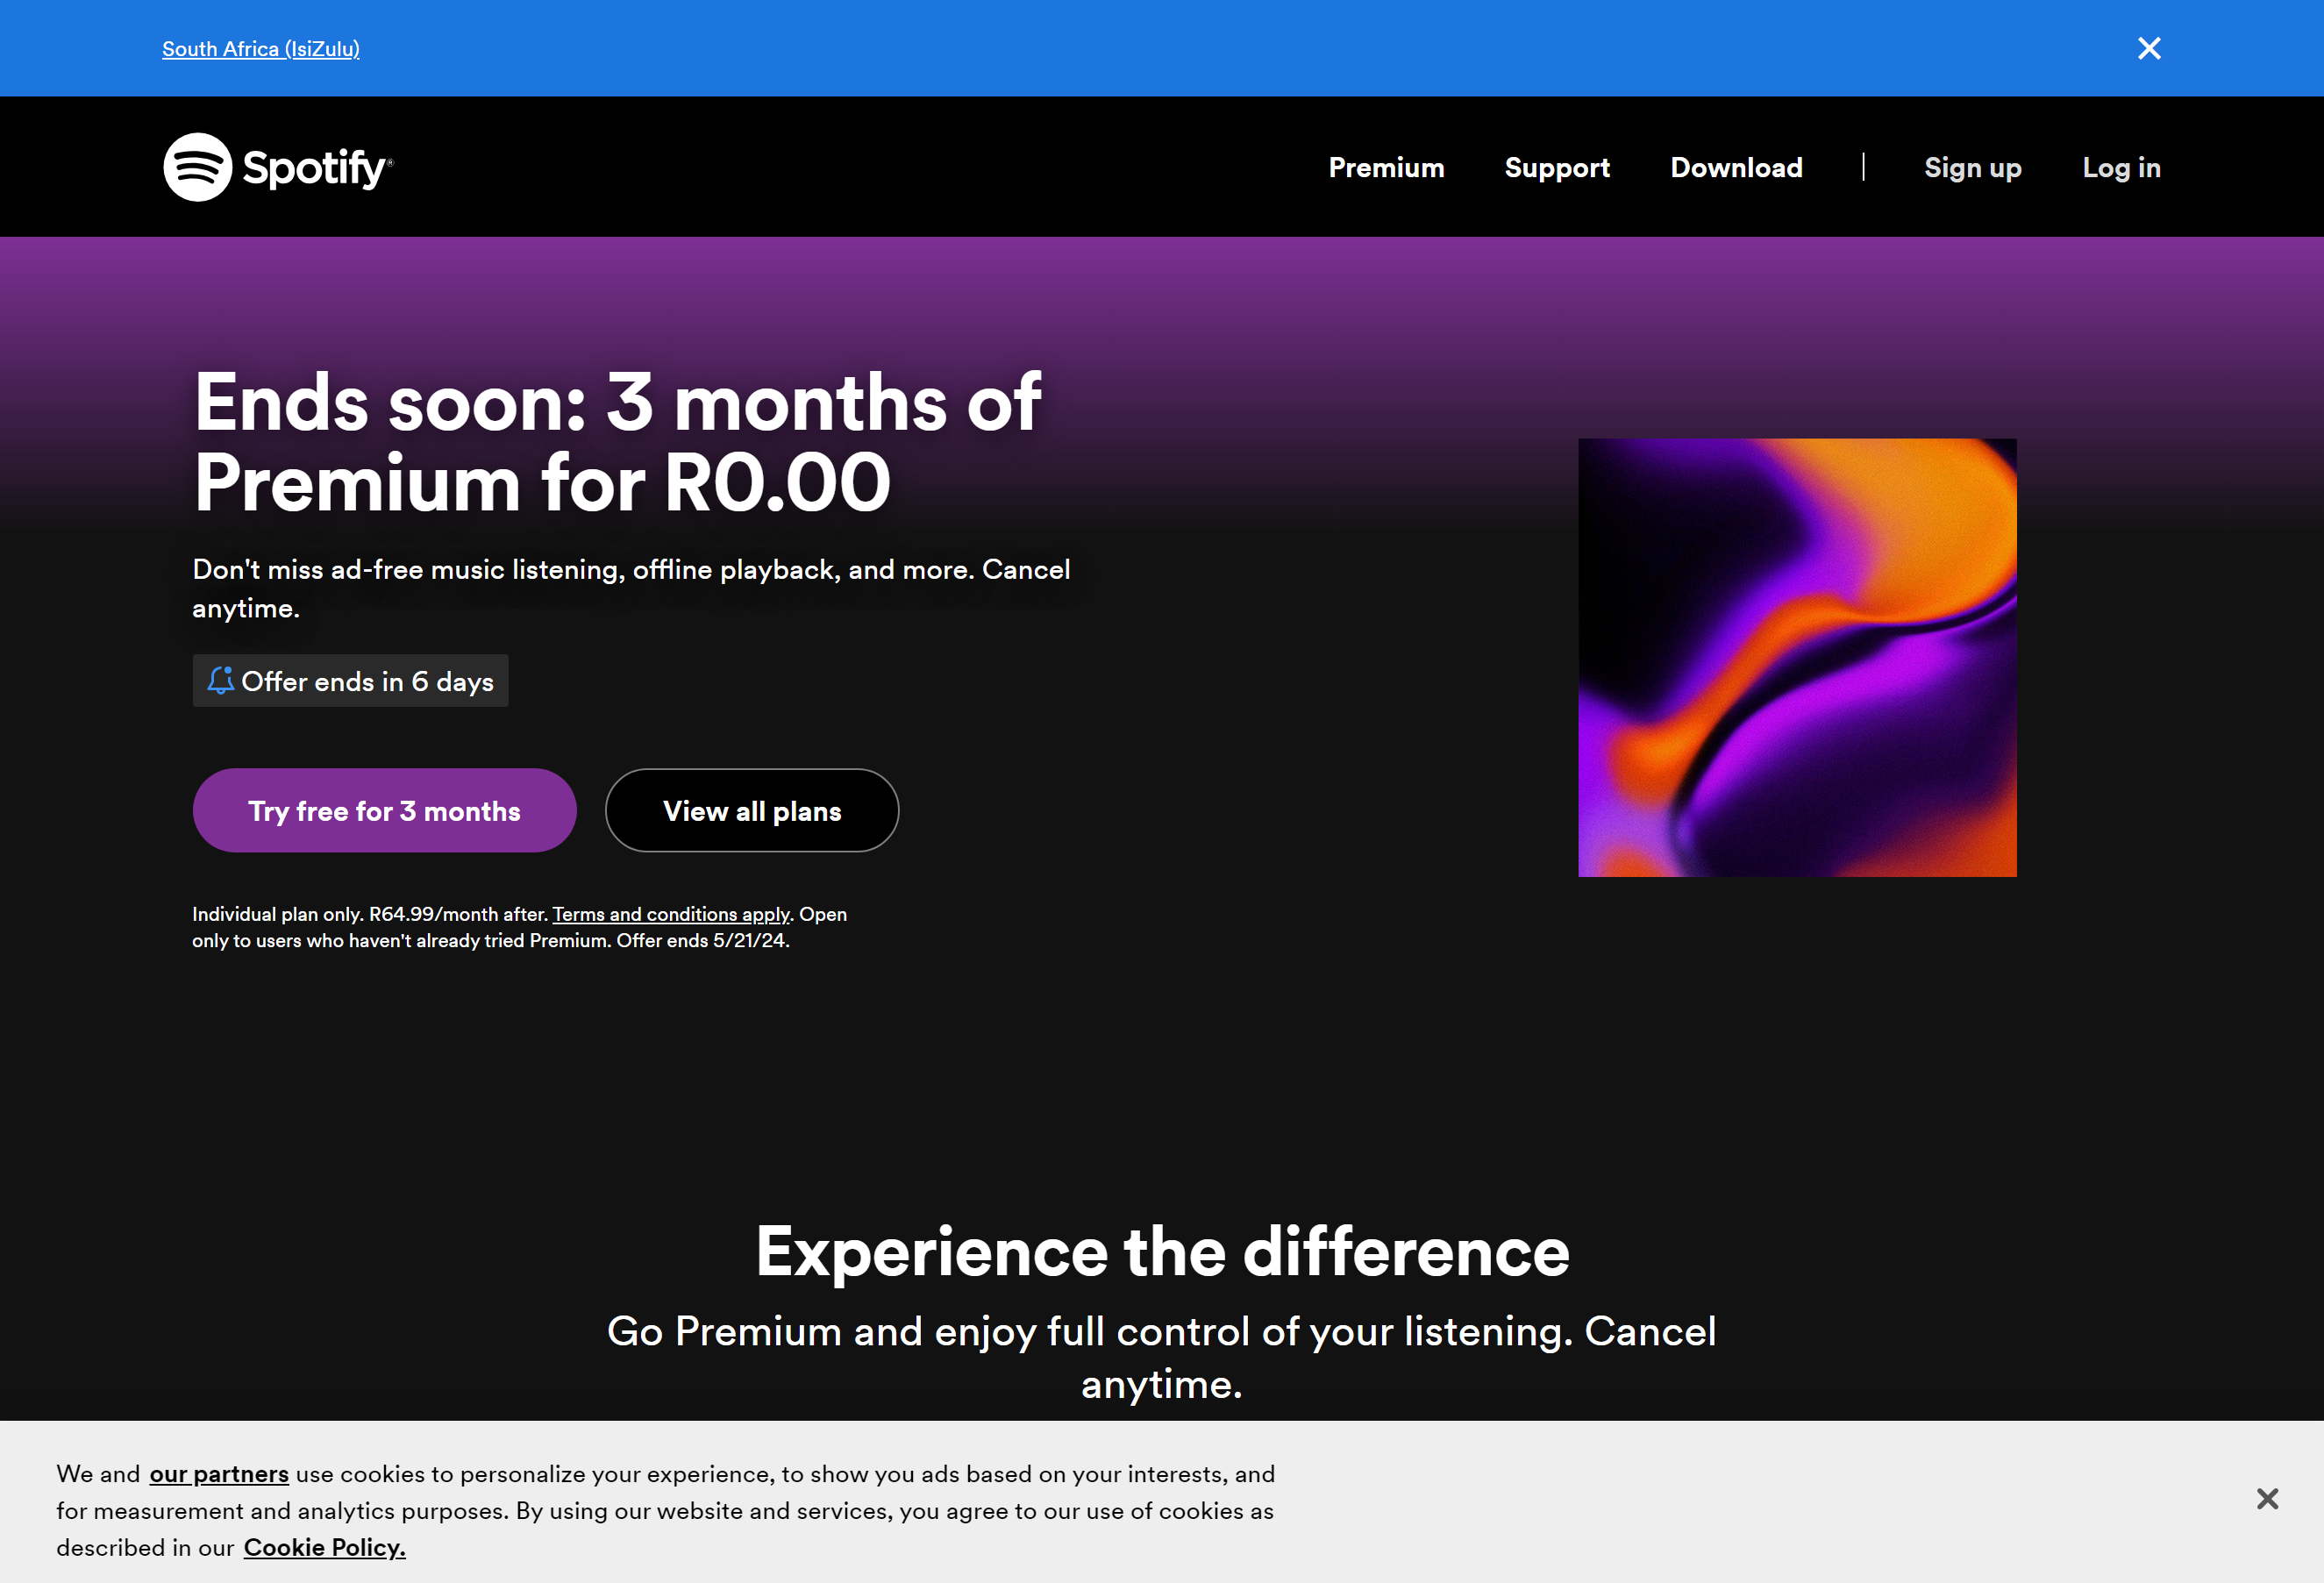 South Africa (IsiZulu)
Spotify®
Premium Support Download Sign up Log in
Ends soon: 3 months of
Premium for R0.00
Don't miss ad-free music listening, offline playback, and more. Cancel
anytime.
Offer ends in 6 days
Try free for 3 months View all plans
Individual plan only. R64.99/month after. Terms and conditions apply. Open
only to users who haven't already tried Premium. Offer ends 5/21/24.
Experience the difference
Go Premium and enjoy full control of your listening. Cancel
anytime.
We and our partners use cookies to personalize your experience, to show you ads based on your interests, and
for measurement and analytics purposes. By using our website and services, you agree to our use of cookies as
described in our Cookie Policy.